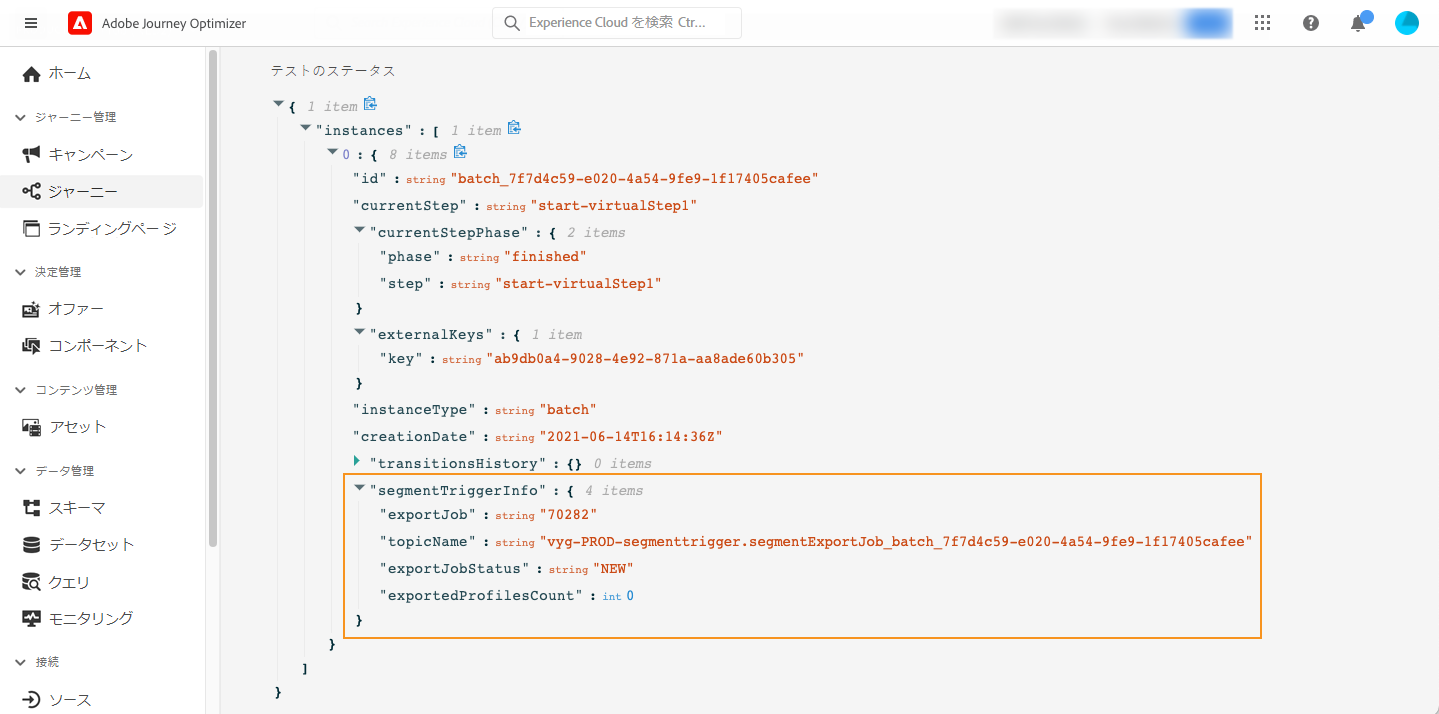 Adobe Journey Optimizer
Experience Cloud を検索 Ctr...
ホーム
ジャーニー管理
キャンペーン
ジャーニー
ランディングページ
決定管理
オファー
コンポーネント
コンテンツ管理
アセット
データ管理
スキーマ
データセット
クエリ
モニタリング
接続
ソース
テストのステータス
{ 1 item
"instances" : [ 1 item
0 : { 8 items
"id" : string "batch_7f7d4c59-e020-4a54-9fe9-1f17405cafee"
"currentStep" : string "start-virtualStep1"
"currentStepPhase" : { 2 items
"phase" : string "finished"
"step" : string "start-virtualStep1"
}
"externalKeys" : { 1 item
"key" : string "ab9db0a4-9028-4e92-871a-aa8ade60b305"
}
"instanceType" : string "batch"
"creationDate" : string "2021-06-14T16:14:36Z"
"transitionsHistory" : {} 0 items
"segmentTriggerInfo" : { 4 items
"exportJob" : string "70282"
"topicName" : string "vyg-PROD-segmenttrigger.segmentExportJob_batch_7f7d4c59-e020-4a54-9fe9-1f17405cafee"
"exportJobStatus" : string "NEW"
"exportedProfilesCount" : int 0
}
}
]
}